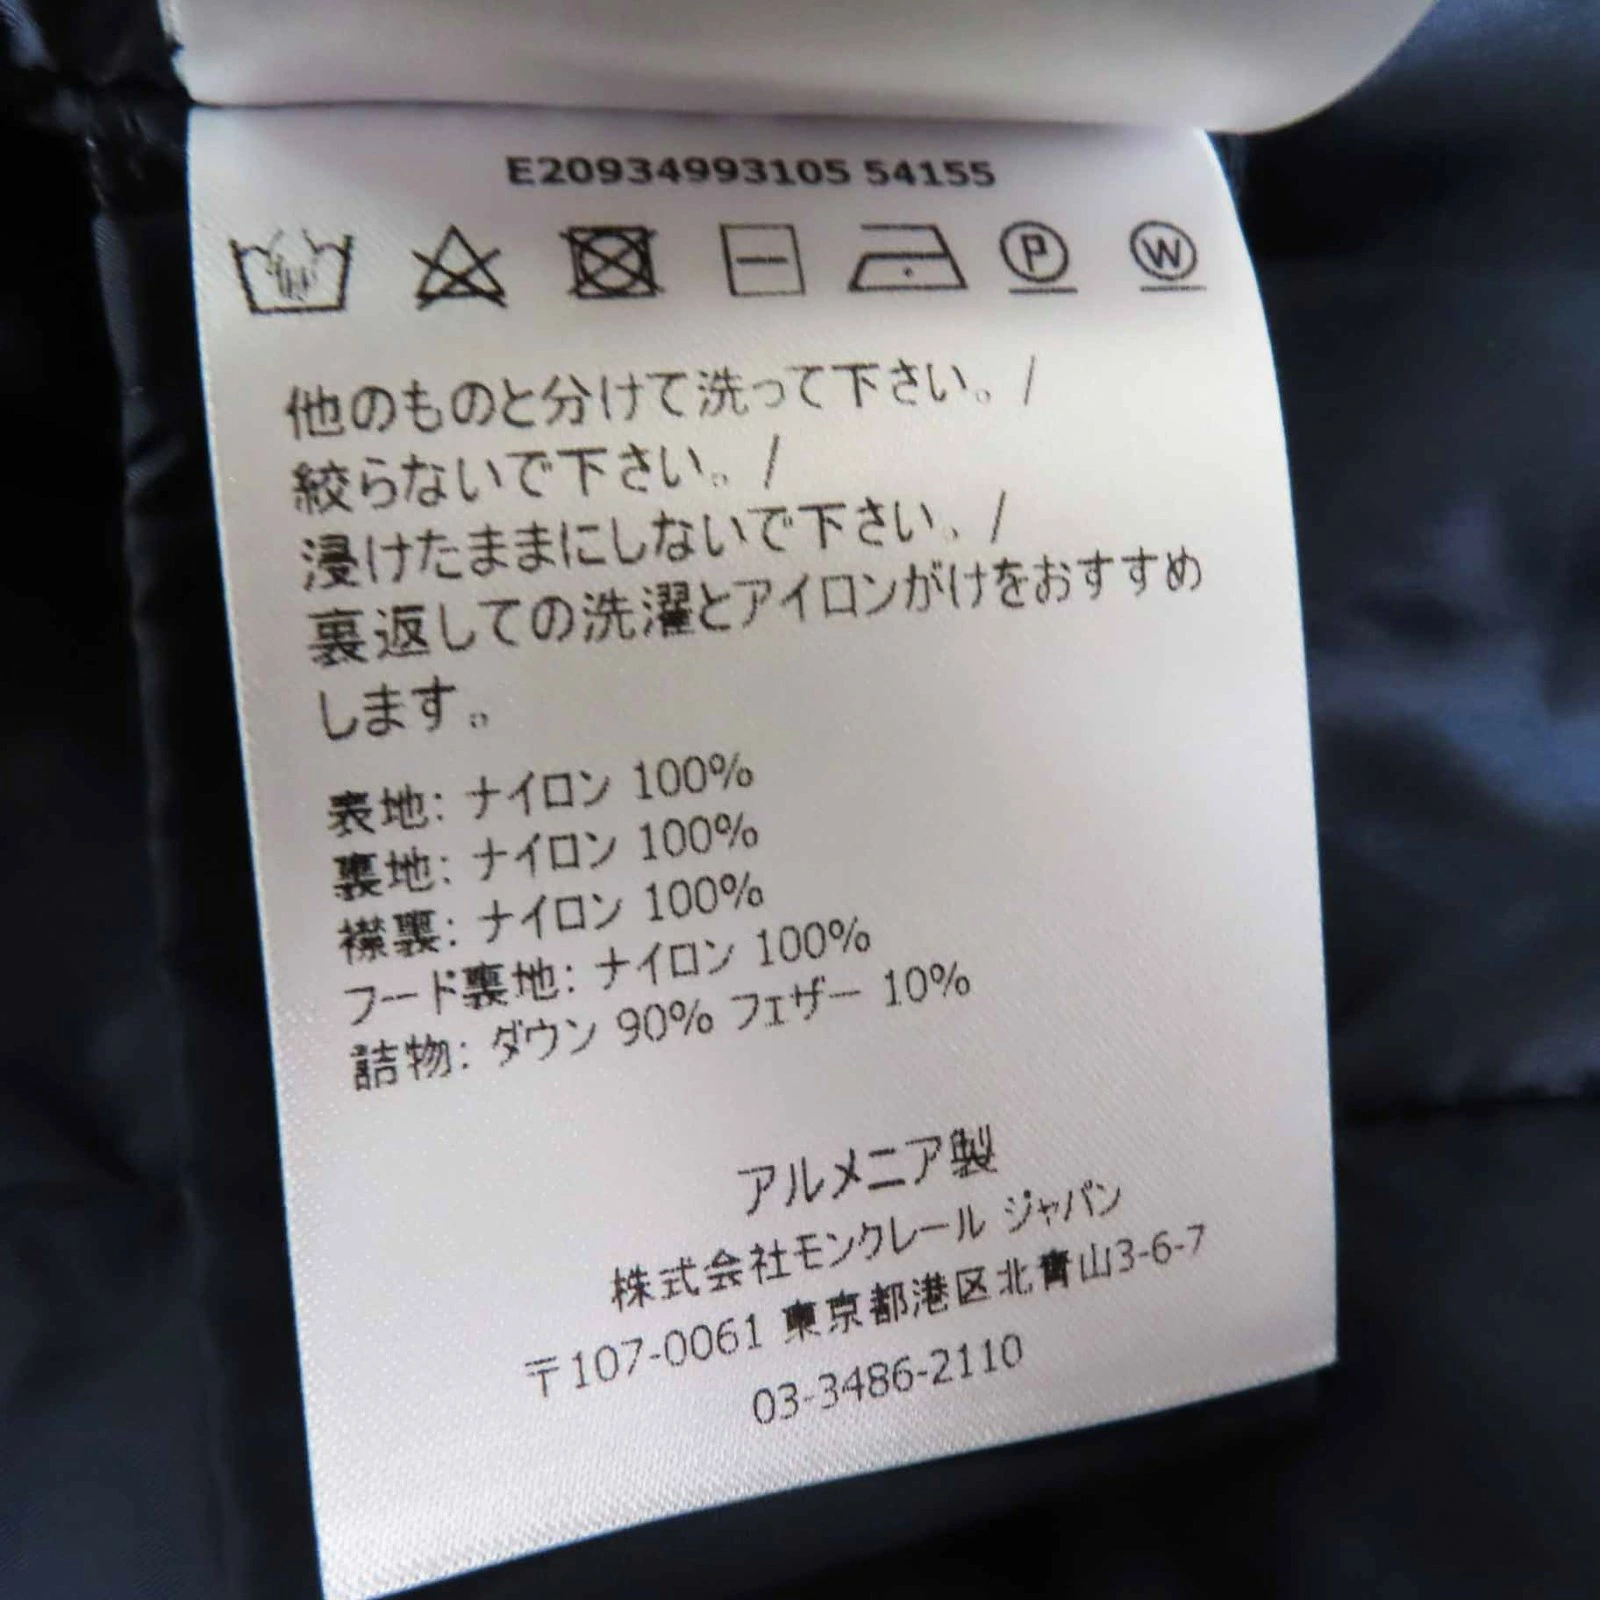 E20934993105 54155
P W
他のものと分けて洗って下さい。/
絞らないで下さい。/
浸けたままにしないで下さい。/
裏返しての洗濯とアイロンがけをおすすめ
します。
表地: ナイロン 100%
裏地: ナイロン 100%
襟裏: ナイロン 100%
フード裏地: ナイロン 100%
詰物: ダウン 90% フェザー 10%
アルメニア製
株式会社モンクレール ジャパン
〒107-0061 東京都港区北青山3-6-7
03-3486-2110